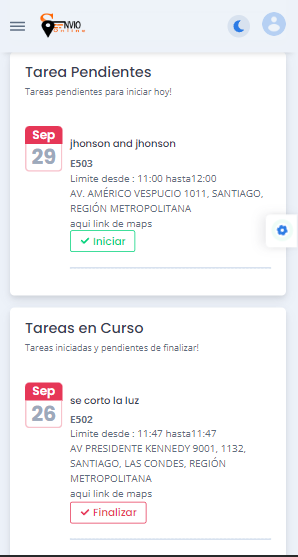 ENVIO
Online
Tarea Pendientes
Tareas pendientes para iniciar hoy!
Sep
29
jhonson and jhonson
E503
Limite desde : 11:00 hasta12:00
AV. AMÉRICO VESPUCIO 1011, SANTIAGO,
REGIÓN METROPOLITANA
aqui link de maps
Iniciar
Tareas en Curso
Tareas iniciadas y pendientes de finalizar!
Sep
26
se corto la luz
E502
Limite desde : 11:47 hasta11:47
AV PRESIDENTE KENNEDY 9001, 1132,
SANTIAGO, LAS CONDES, REGIÓN
METROPOLITANA
aqui link de maps
Finalizar